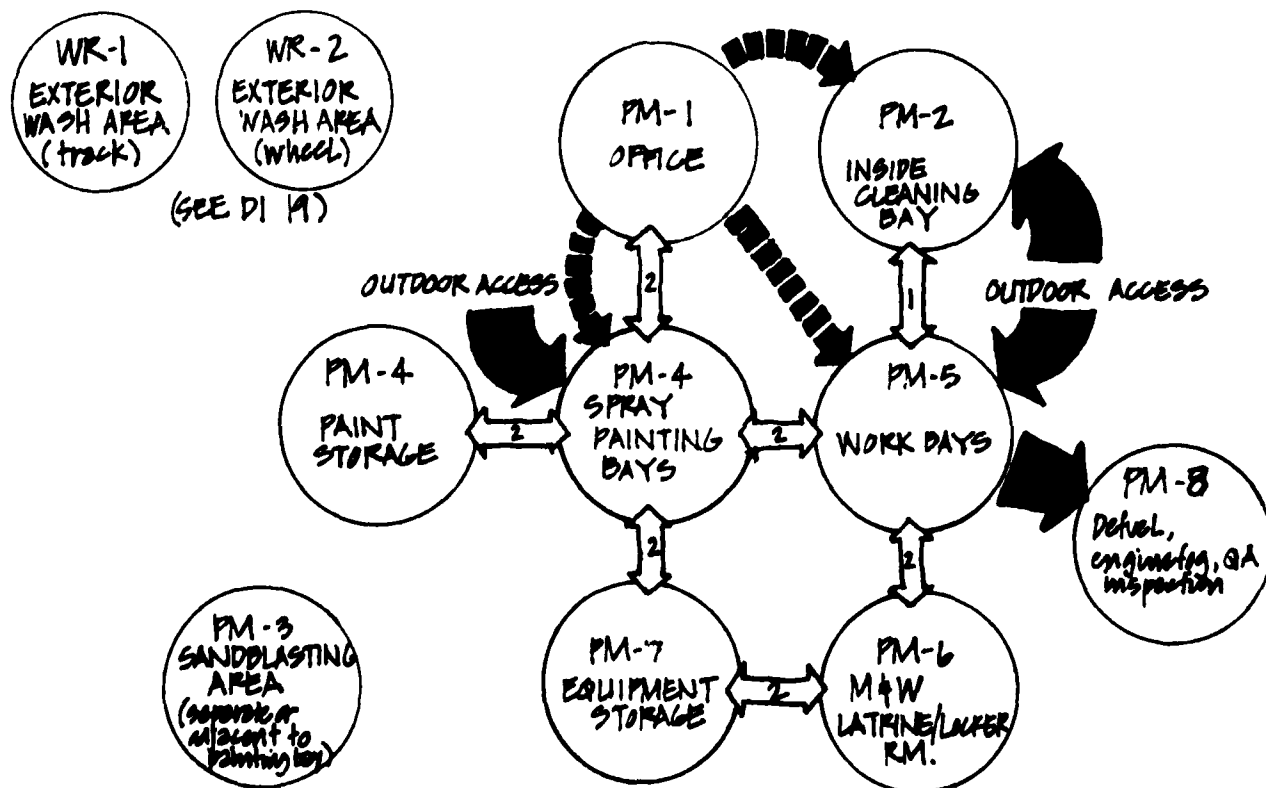 WR-1
EXTERIOR
WASH AREA
(track)
WR-2
EXTERIOR
WASH AREA
(wheel)
(SEE DI 19)
PM-1
OFFICE
PM-2
INSIDE
CLEANING
BAY
OUTDOOR ACCESS
2
1
OUTDOOR ACCESS
PM-4
PAINT
STORAGE
2
PM-4
SPRAY
PAINTING
BAYS
2
PM-5
WORK BAYS
PM-8
Defuel,
engine fog, QA
inspection
2
2
PM-3
SANDBLASTING
AREA
(separate or
adjacent to
painting bay)
PM-7
EQUIPMENT
STORAGE
2
PM-6
M&W
LATRINE/LOCKER
RM.